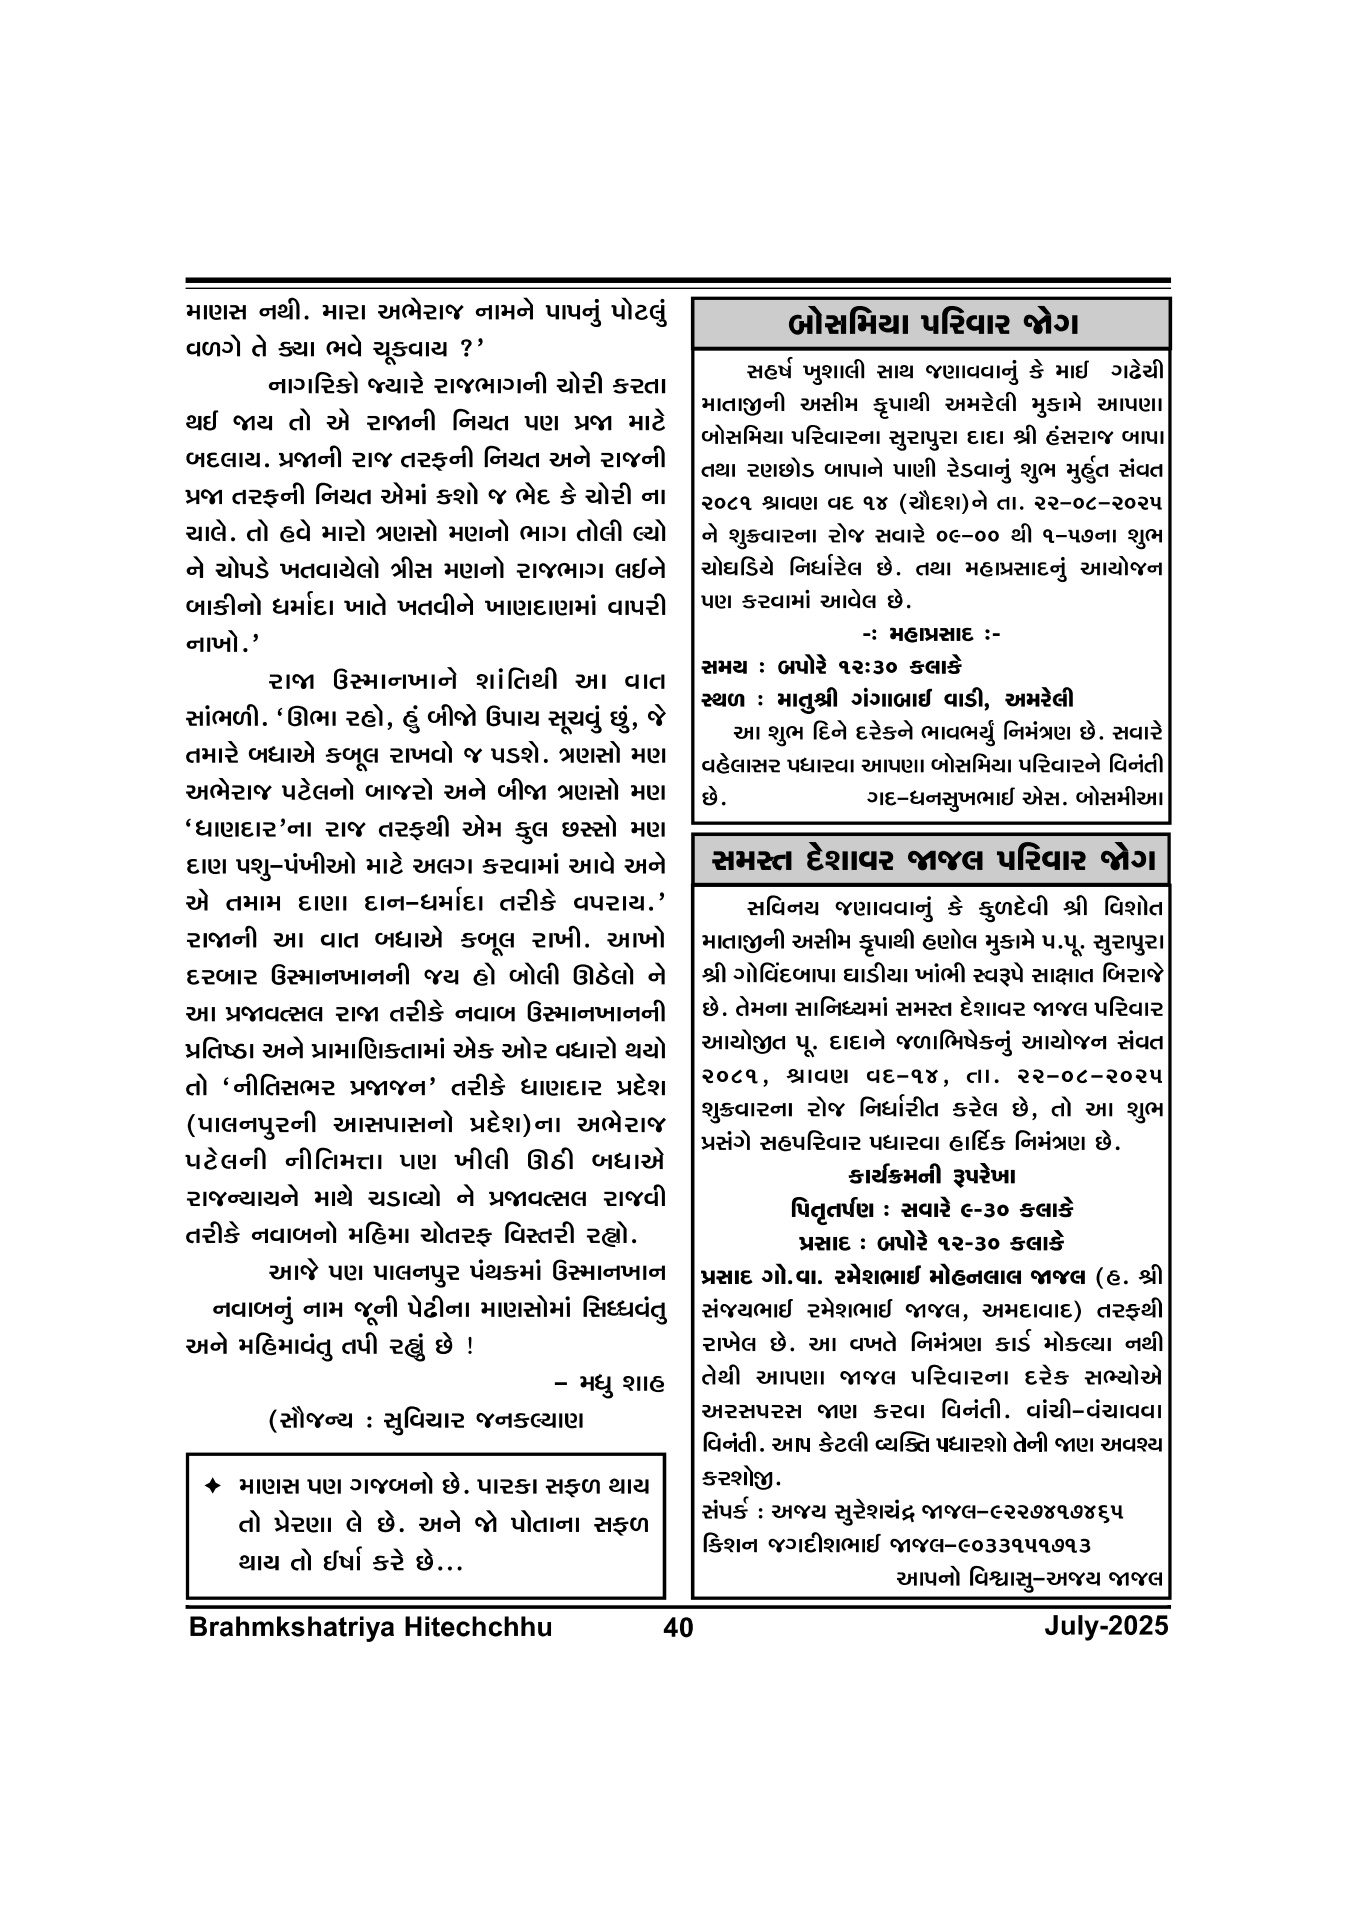 માણસ નથી. મારા અભેરાજ નામને પાપનું પોટલું
વળગે તે ક્યા ભવે ચૂકવાય ?’
નાગરિકો જ્યારે રાજભાગની ચોરી કરતા
થઈ જાય તો એ રાજાની નિયત પણ પ્રજા માટે
બદલાય. પ્રજાની રાજ તરફની નિયત અને રાજની
પ્રજા તરફની નિયત એમાં કશો જ ભેદ કે ચોરી ના
ચાલે. તો હવે મારો ત્રણસો મણનો ભાગ તોલી લ્યો
ને ચોપડે ખતવાયેલો ત્રીસ મણનો રાજભાગ લઈને
બાકીનો ધર્માદા ખાતે ખતવીને ખાણદાણમાં વાપરી
નાખો.’
રાજા ઉસ્માનખાને શાંતિથી આ વાત
સાંભળી. ‘ઊભા રહો, હું બીજો ઉપાય સૂચવું છું, જે
તમારે બધાએ કબૂલ રાખવો જ પડશે. ત્રણસો મણ
અભેરાજ પટેલનો બાજરો અને બીજા ત્રણસો મણ
‘ધાણદાર’ના રાજ તરફથી એમ કુલ છસ્સો મણ
દાણ પશુ–પંખીઓ માટે અલગ કરવામાં આવે અને
એ તમામ દાણા દાન–ધર્માદા તરીકે વપરાય.’
રાજાની આ વાત બધાએ કબૂલ રાખી. આખો
દરબાર ઉસ્માનખાનની જય હો બોલી ઊઠેલો ને
આ પ્રજાવત્સલ રાજા તરીકે નવાબ ઉસ્માનખાનની
પ્રતિષ્ઠા અને પ્રામાણિકતામાં એક ઓર વધારો થયો
તો ‘નીતિસભર પ્રજાજન’ તરીકે ધાણદાર પ્રદેશ
(પાલનપુરની આસપાસનો પ્રદેશ)ના અભેરાજ
પટેલની નીતિમત્તા પણ ખીલી ઊઠી બધાએ
રાજન્યાયને માથે ચડાવ્યો ને પ્રજાવત્સલ રાજવી
તરીકે નવાબનો મહિમા ચોતરફ વિસ્તરી રહ્યો.
આજે પણ પાલનપુર પંથકમાં ઉસ્માનખાન
નવાબનું નામ જૂની પેઢીના માણસોમાં સિધ્ધવંતુ
અને મહિમાવંતુ તપી રહ્યું છે !
– મધુ શાહ
(સૌજન્ય : સુવિચાર જનકલ્યાણ
✦ માણસ પણ ગજબનો છે. પારકા સફળ થાય
તો પ્રેરણા લે છે. અને જો પોતાના સફળ
થાય તો ઈર્ષા કરે છે...
બોસમિયા પરિવાર જોગ
સહર્ષ ખુશાલી સાથ જણાવવાનું કે માઈ ગઢેચી
માતાજીની અસીમ કૃપાથી અમરેલી મુકામે આપણા
બોસમિયા પરિવારના સુરાપુરા દાદા શ્રી હંસરાજ બાપા
તથા રણછોડ બાપાને પાણી રેડવાનું શુભ મુર્હુત સંવત
૨૦૮૧ શ્રાવણ વદ ૧૪ (ચૌદશ)ને તા. ૨૨–૦૮–૨૦૨૫
ને શુક્રવારના રોજ સવારે ૦૯–૦૦ થી ૧–૫૭ના શુભ
ચોઘડિયે નિર્ધારેલ છે. તથા મહાપ્રસાદનું આયોજન
પણ કરવામાં આવેલ છે.
-: મહાપ્રસાદ :-
સમય : બપોરે ૧૨:૩૦ કલાકે
સ્થળ : માતુશ્રી ગંગાબાઈ વાડી, અમરેલી
આ શુભ દિને દરેકને ભાવભર્યું નિમંત્રણ છે. સવારે
વહેલાસર પધારવા આપણા બોસમિયા પરિવારને વિનંતી
છે. ગદ–ધનસુખભાઈ એસ. બોસમીઆ
સમસ્ત દેશાવર જાજલ પરિવાર જોગ
સવિનય જણાવવાનું કે કુળદેવી શ્રી વિશોત
માતાજીની અસીમ કૃપાથી હણોલ મુકામે પ.પૂ. સુરાપુરા
શ્રી ગોવિંદબાપા ઘાડીયા ખાંભી સ્વરૂપે સાક્ષાત બિરાજે
છે. તેમના સાનિધ્યમાં સમસ્ત દેશાવર જાજલ પરિવાર
આયોજીત પૂ. દાદાને જળાભિષેકનું આયોજન સંવત
૨૦૮૧, શ્રાવણ વદ–૧૪, તા. ૨૨–૦૮–૨૦૨૫
શુક્રવારના રોજ નિર્ધારીત કરેલ છે, તો આ શુભ
પ્રસંગે સહપરિવાર પધારવા હાર્દિક નિમંત્રણ છે.
કાર્યક્રમની રૂપરેખા
પિતૃતર્પણ : સવારે ૯-૩૦ કલાકે
પ્રસાદ : બપોરે ૧૨-૩૦ કલાકે
પ્રસાદ ગો.વા. રમેશભાઈ મોહનલાલ જાજલ (હ. શ્રી
સંજયભાઈ રમેશભાઈ જાજલ, અમદાવાદ) તરફથી
રાખેલ છે. આ વખતે નિમંત્રણ કાર્ડ મોકલ્યા નથી
તેથી આપણા જાજલ પરિવારના દરેક સભ્યોએ
અરસપરસ જાણ કરવા વિનંતી. વાંચી–વંચાવવા
વિનંતી. આપ કેટલી વ્યક્તિ પધારશો તેની જાણ અવશ્ય
કરશોજી.
સંપર્ક : અજય સુરેશચંદ્ર જાજલ–૯૨૨૭૪૧૭૪૬૫
કિશન જગદીશભાઈ જાજલ–૯૦૩૩૧૫૧૭૧૩
આપનો વિશ્વાસુ–અજય જાજલ
Brahmkshatriya Hitechchhu 40 July-2025